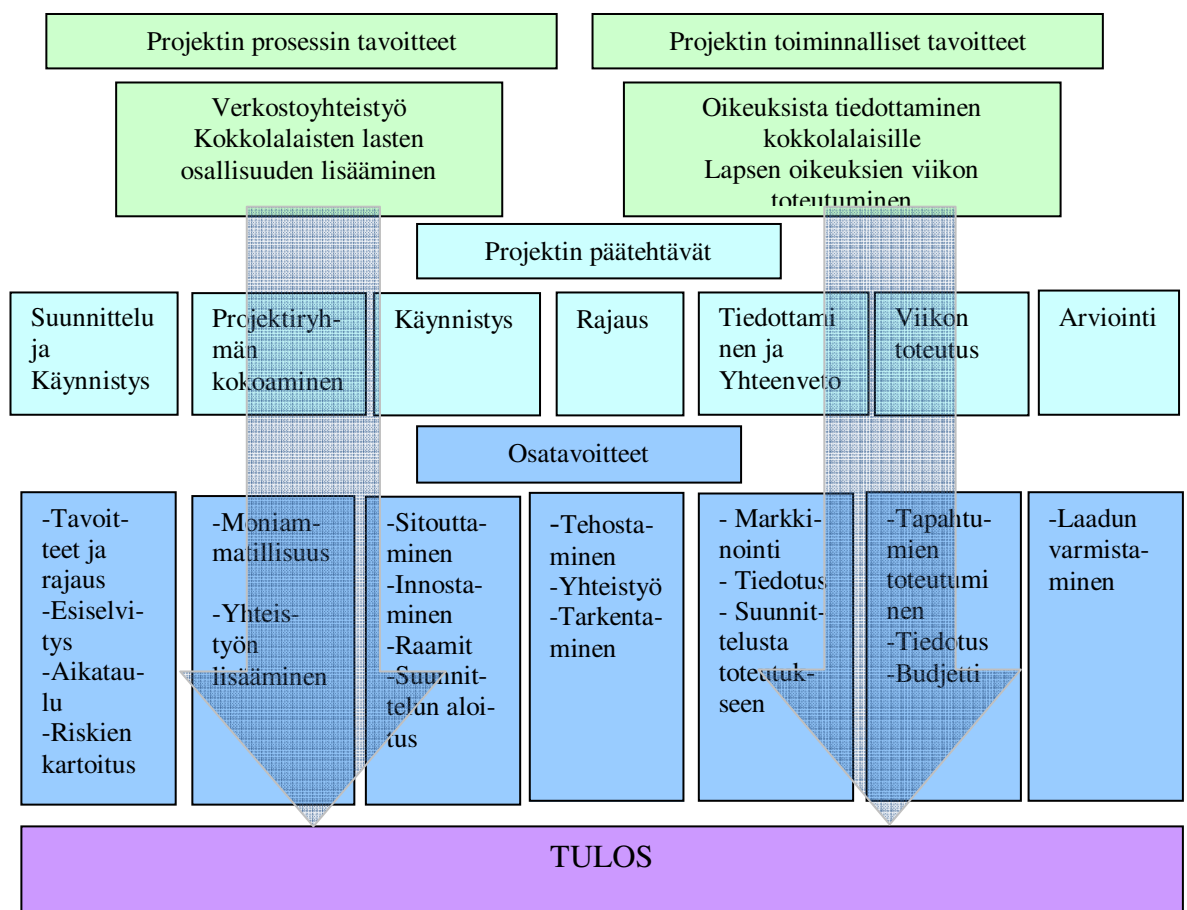 Projektin prosessin tavoitteet
Projektin toiminnalliset tavoitteet
Verkostoyhteistyö
Kokkolalaisten lasten
osallisuuden lisääminen
Oikeuksista tiedottaminen
kokkolalaisille
Lapsen oikeuksien viikon
toteutuminen
Projektin päätehtävät
Suunnittelu
ja
Käynnistys
Projektiryh-
män
kokoaminen
Käynnistys
Rajaus
Tiedottami
nen ja
Yhteenveto
Viikon
toteutus
Arviointi
Osatavoitteet
-Tavoit-
teet ja
rajaus
-Esiselvi-
tys
-Aikatau-
lu
-Riskien
kartoitus
-Moniam-
matillisuus
-Yhteis-
työn
lisääminen
-Sitoutta-
minen
-Innosta-
minen
-Raamit
-Suunnit-
telun aloi-
tus
-Tehosta-
minen
-Yhteistyö
-Tarkenta-
minen
- Markki-
nointi
- Tiedotus
- Suunnit-
telusta
toteutuk-
seen
-Tapahtu-
mien
toteutumi
nen
-Tiedotus
-Budjetti
-Laadun
varmista-
minen
TULOS